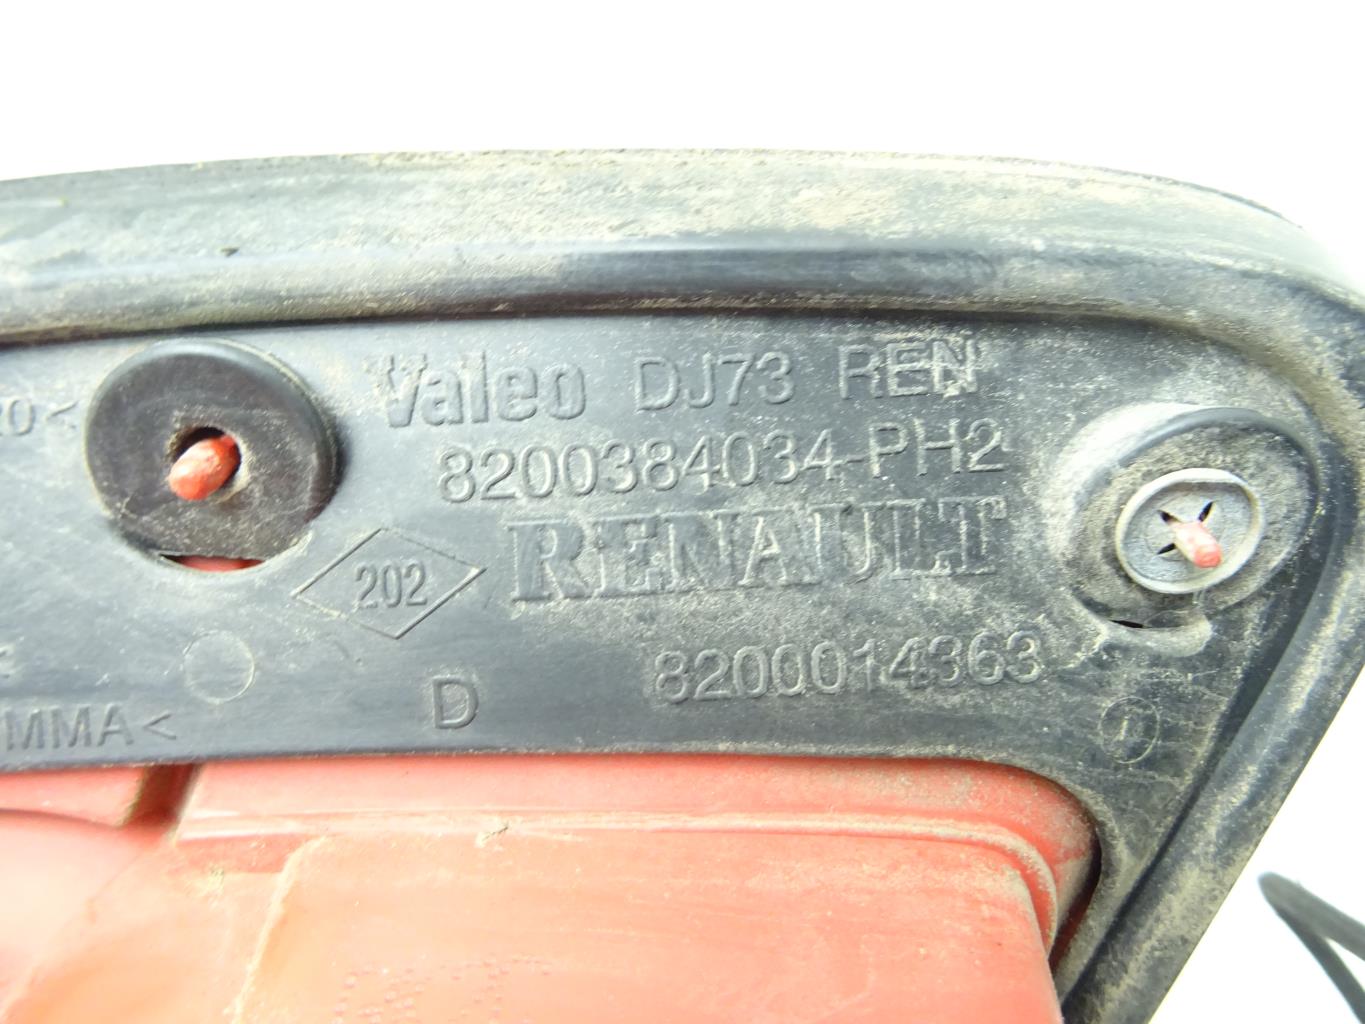 Valeo DJ73 REN
8200384034-PH2
RENAULT
202
8200014363
D
MMA<